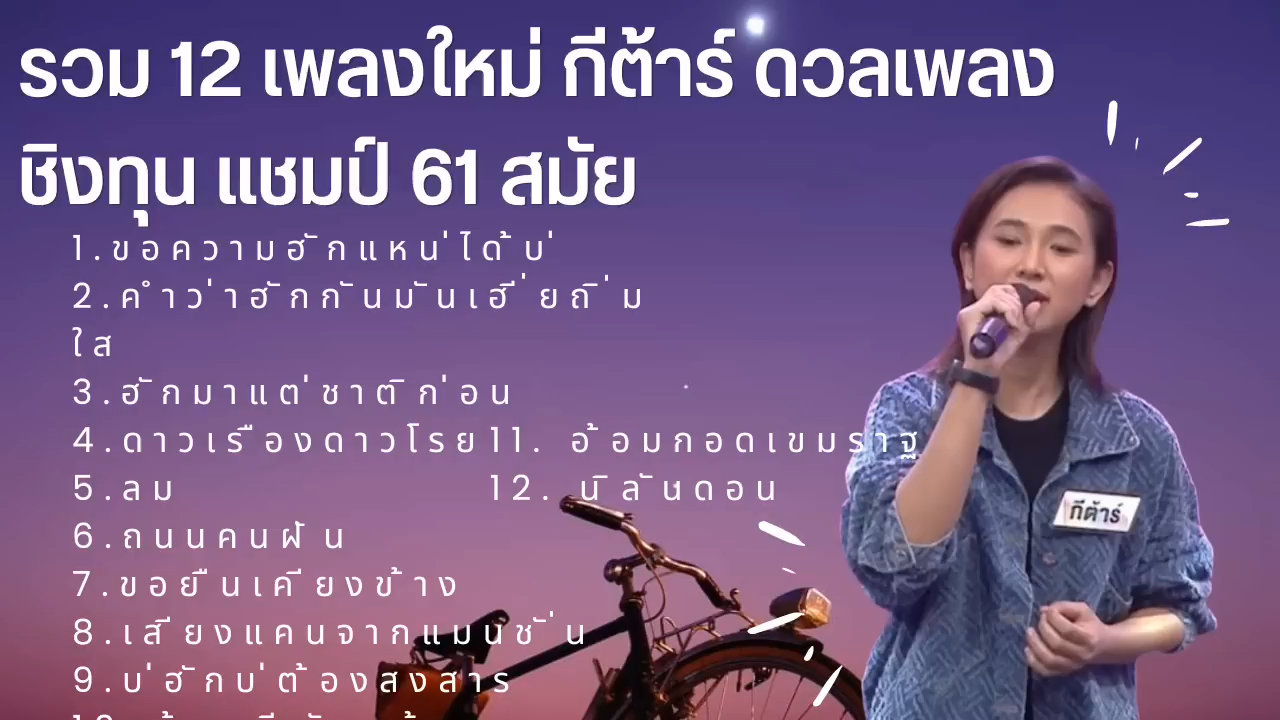 รวม 12 เพลงใหม่ กีต้าร์ ดวลเพลง
ชิงทุน แชมป์ 61 สมัย
1.ขอความฮักแหน่ได้บ่
2.คำว่าฮักกันมันเฮี่ยถิ่ม
ใส
3.ฮักมาแต่ชาติก่อน
4.ดาวเรืองดาวโรย
5.ลม
6.ถนนคนฝัน
7.ขอยืนเคียงข้าง
8.เสียงแคนจากแมนชั่น
9.บ่ฮักบ่ต้องสงสาร
11. อ้อมกอดเขมราฐ
12. นิลันดอน
กีต้าร์